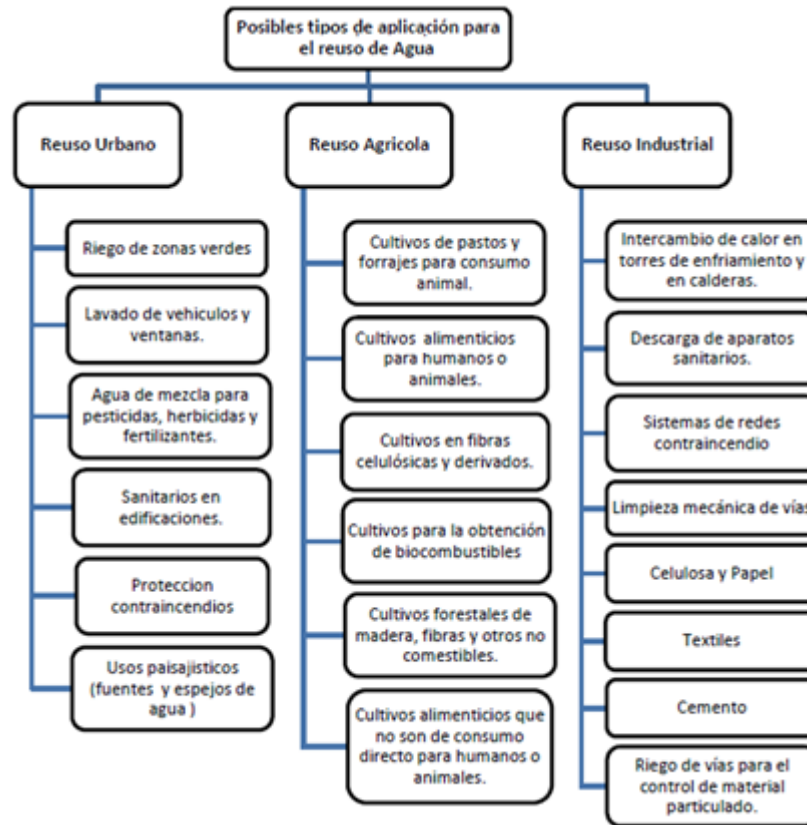 Posibles tipos de aplicación para
el reuso de Agua
Reuso Urbano
Riego de zonas verdes
Lavado de vehiculos y
ventanas.
Agua de mezcla para
pesticidas, herbicidas y
fertilizantes.
Sanitarios en
edificaciones.
Proteccion
contraincendios
Usos paisajisticos
(fuentes y espejos de
agua )
Reuso Agricola
Cultivos de pastos y
forrajes para consumo
animal.
Cultivos alimenticios
para humanos o
animales.
Cultivos en fibras
celulósicas y derivados.
Cultivos para la obtención
de biocombustibles
Cultivos forestales de
madera, fibras y otros no
comestibles.
Cultivos alimenticios que
no son de consumo
directo para humanos o
animales.
Reuso Industrial
Intercambio de calor en
torres de enfriamiento y
en calderas.
Descarga de aparatos
sanitarios.
Sistemas de redes
contraincendio
Limpieza mecánica de vías
Celulosa y Papel
Textiles
Cemento
Riego de vías para el
control de material
particulado.